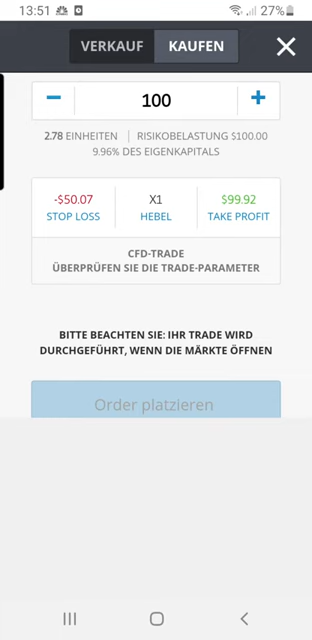 13:51 27%
VERKAUF KAUFEN
100
2.78 EINHEITEN | RISIKOBELASTUNG $100.00
9.96% DES EIGENKAPITALS
-$50.07 X1 $99.92
STOP LOSS HEBEL TAKE PROFIT
CFD-TRADE
ÜBERPRÜFEN SIE DIE TRADE-PARAMETER
BITTE BEACHTEN SIE: IHR TRADE WIRD
DURCHGEFÜHRT, WENN DIE MÄRKTE ÖFFNEN
Order platzieren